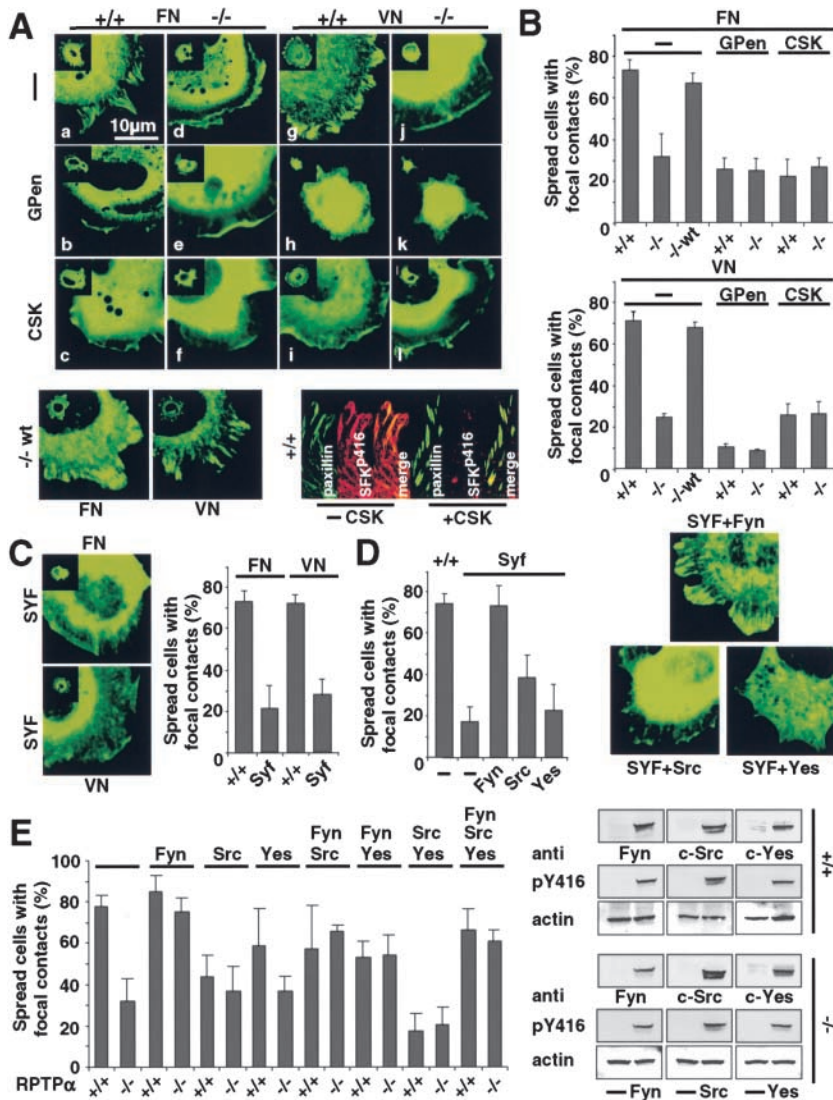 A
+/+ FN -/-
+/+ VN -/-
—
a
10µm
d
g
j
GPen
b
e
h
k
CSK
c
f
i
l
-/- wt
FN
VN
+/+
paxillin
SFKP416
merge
paxillin
SFKP416
merge
— CSK
+CSK
B
FN
— GPen CSK
Spread cells with
focal contacts (%)
80
60
40
20
0
+/+ -/- -/-wt +/+ -/- +/+ -/-
VN
— GPen CSK
Spread cells with
focal contacts (%)
80
60
40
20
0
+/+ -/- -/-wt +/+ -/- +/+ -/-
C
FN
SYF
SYF
VN
FN VN
Spread cells with
focal contacts (%)
80
60
40
20
0
+/+ Syf +/+ Syf
D
+/+ Syf
Spread cells with
focal contacts (%)
80
60
40
20
0
— — Fyn Src Yes
SYF+Fyn
SYF+Src
SYF+Yes
E
Fyn Src Yes Fyn Src Fyn Yes Src Yes Fyn Src Yes
Spread cells with
focal contacts (%)
100
80
60
40
20
0
RPTPα +/+ -/- +/+ -/- +/+ -/- +/+ -/- +/+ -/- +/+ -/- +/+ -/- +/+ -/-
anti
Fyn c-Src c-Yes
pY416
actin
+/+
anti
Fyn c-Src c-Yes
pY416
actin
-/-
— Fyn — Src — Yes